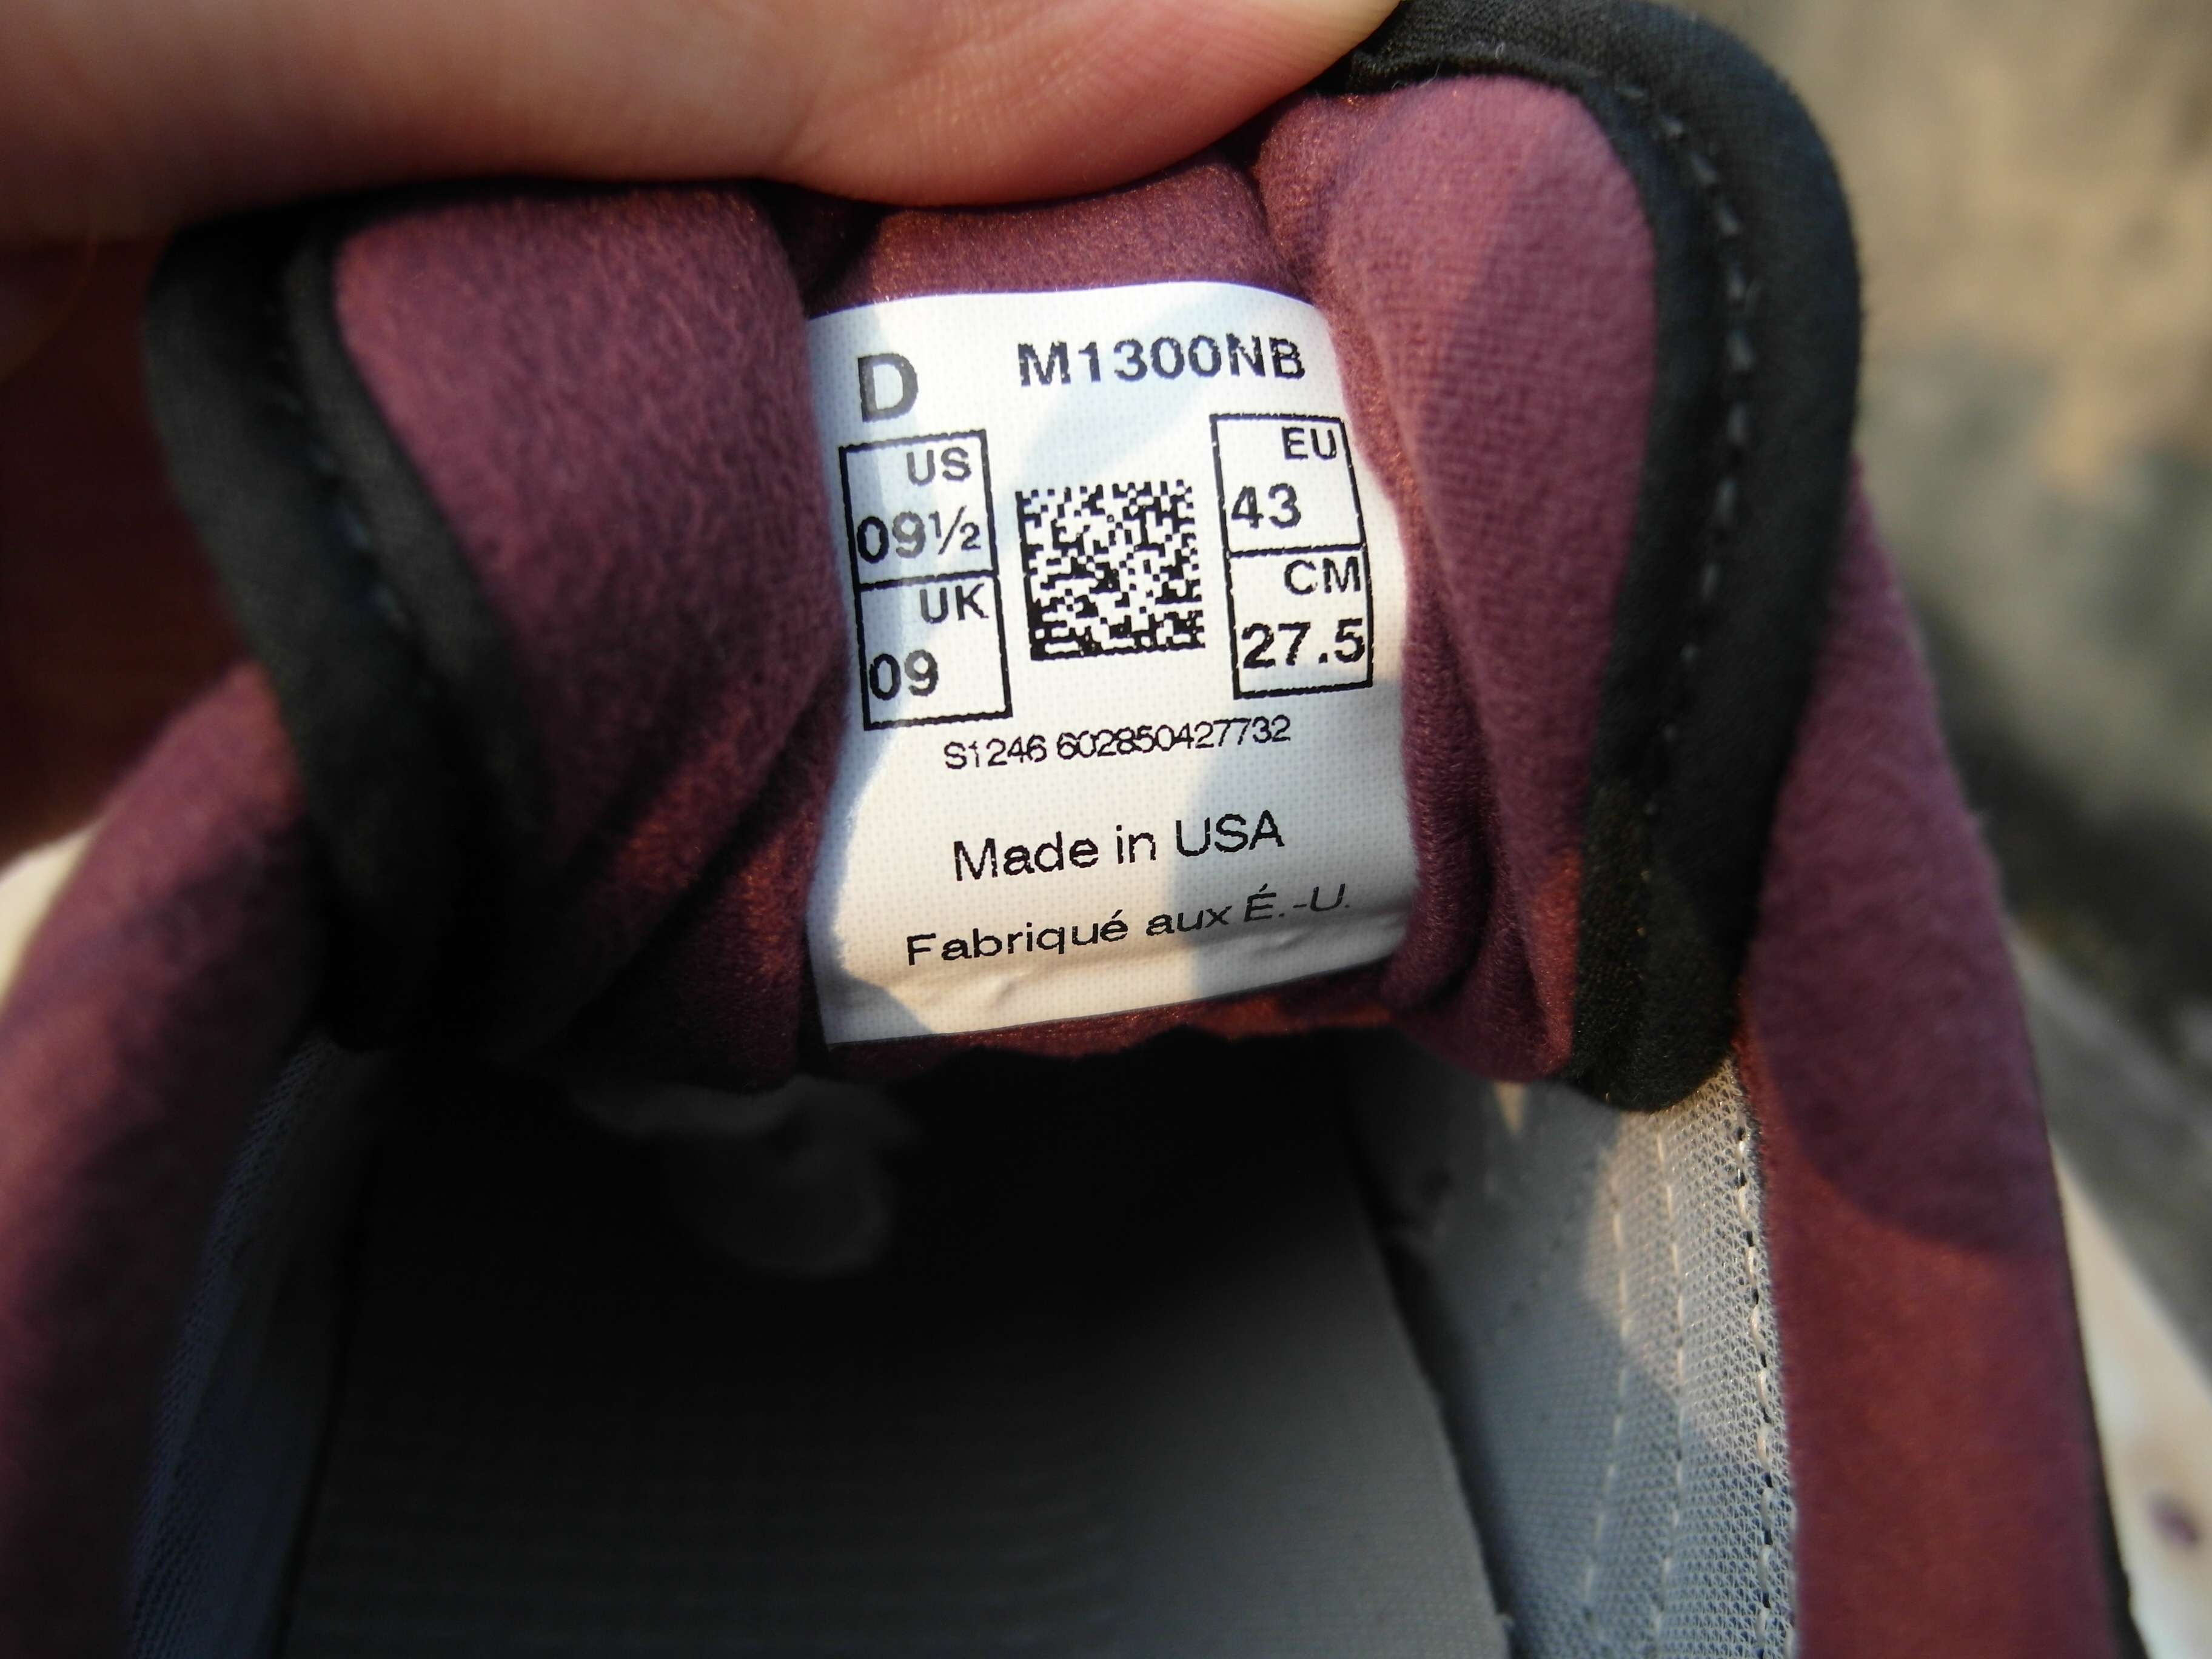 D M1300NB
US
09½
UK
09
EU
43
CM
27.5
S1246 602850427732
Made in USA
Fabriqué aux É.-U.